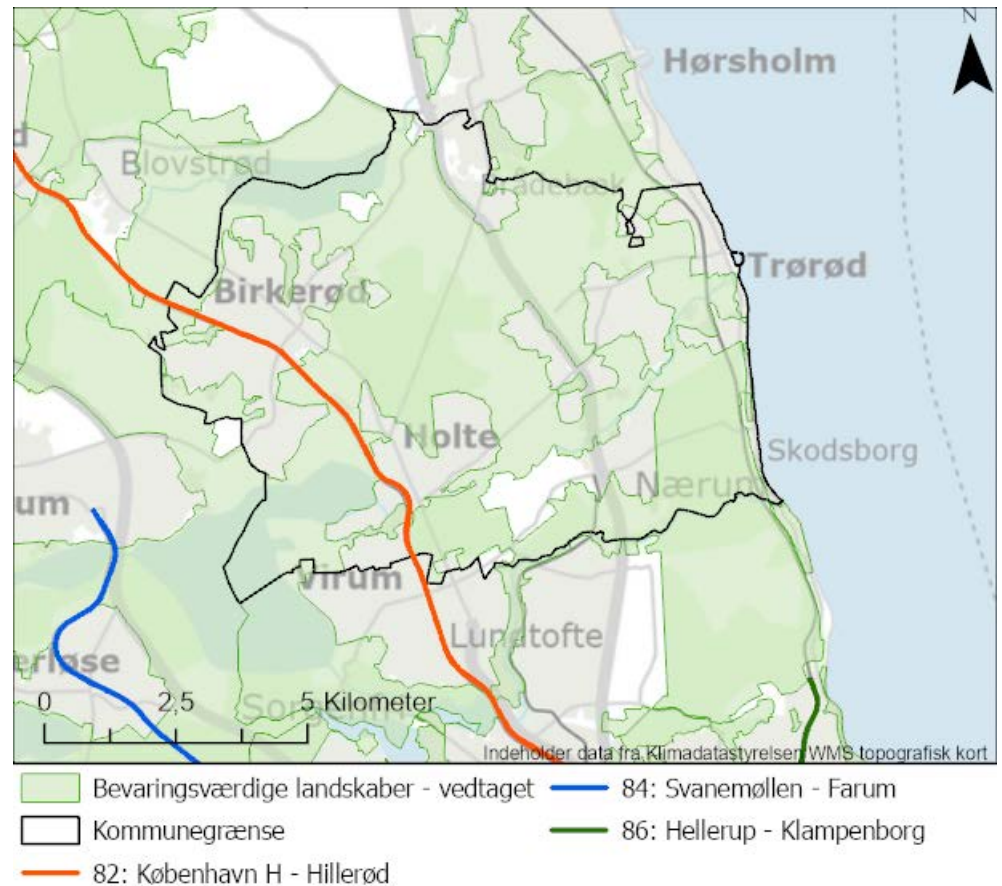 N
Hørsholm
Blovstrød
Trørød
Birkerød
Holte
Skodsborg
Nærum
Virum
Lundtofte
0 2,5 5 Kilometer
Indeholder data fra Klimadatastyrelsen WMS topografisk kort
Bevaringsværdige landskaber - vedtaget
84: Svanemøllen - Farum
Kommunegrænse
86: Hellerup - Klampenborg
82: København H - Hillerød